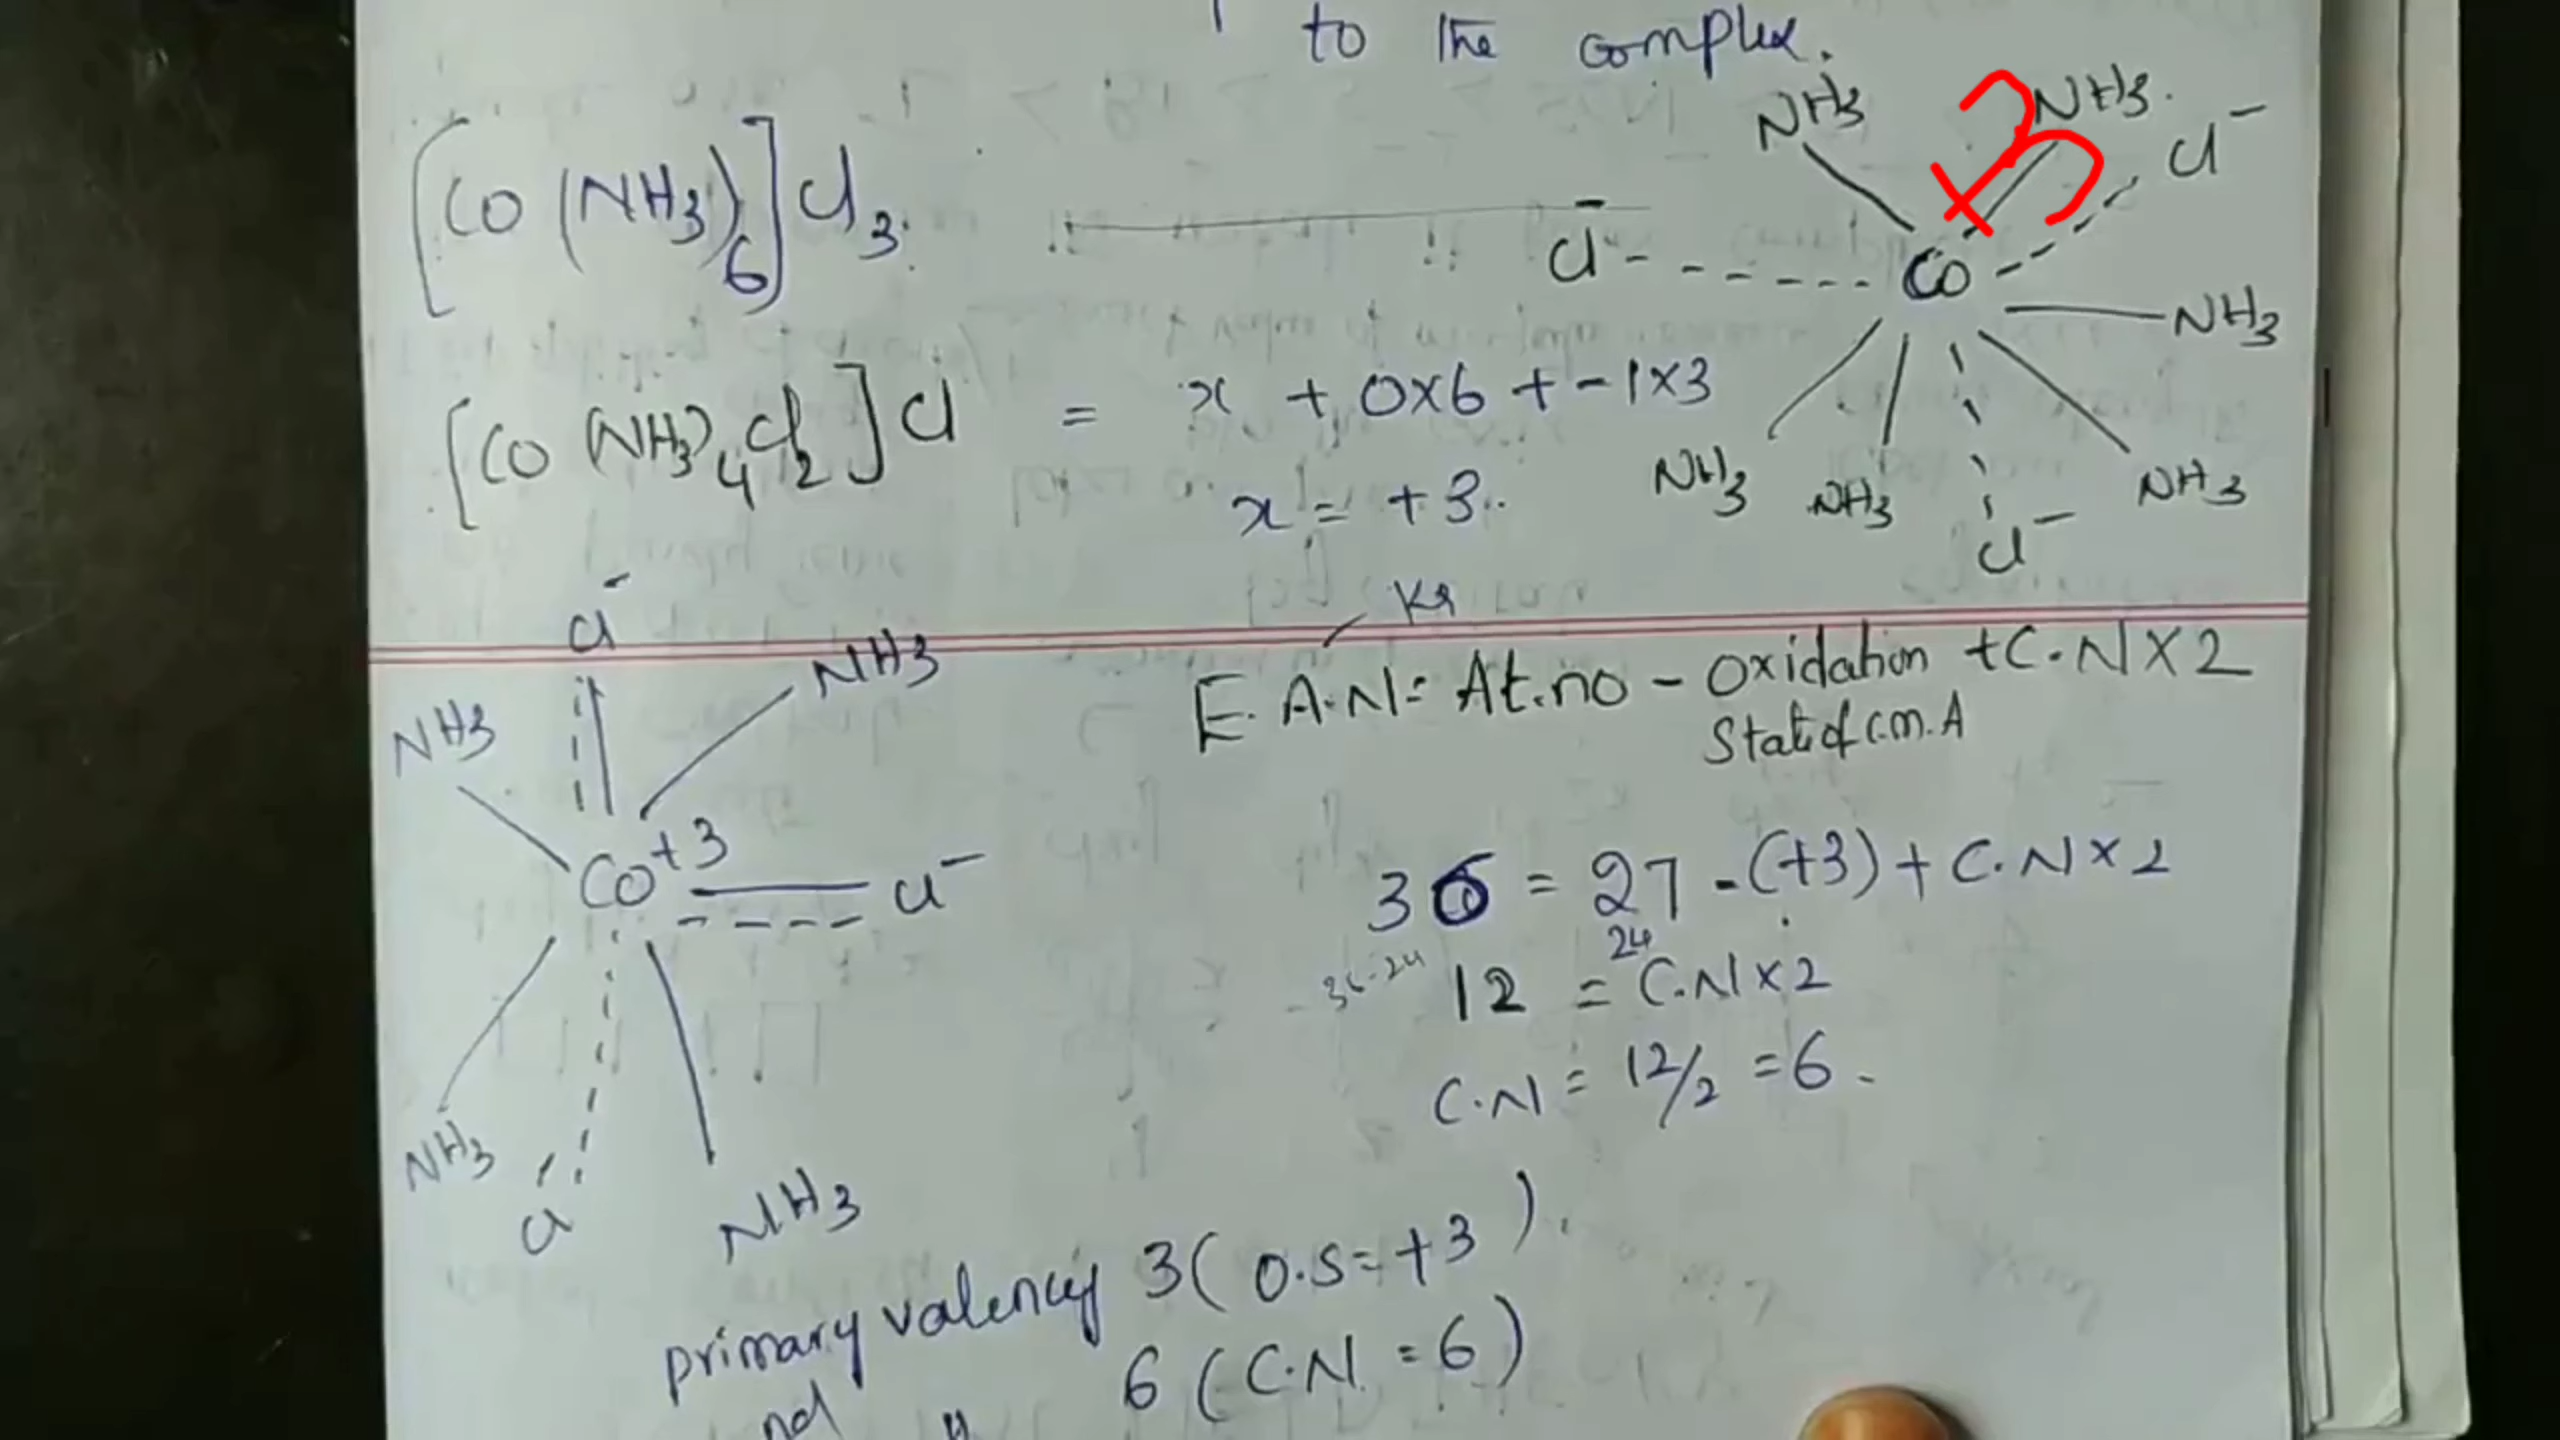 to the complex.
[Co (NH3)6]Cl3.
NH3 NH3. Cl-
+3
Cl- Co NH3
NH3 NH3 Cl- NH3
[Co (NH3)4Cl2]Cl = x + 0x6 + -1x3
x = +3..
Kr
E.A.N = At.no - oxidation + C.N X 2
State of C.M.A
Cl-
NH3 NH3
Co+3 Cl-
NH3 Cl- NH3
36 = 27 - (+3) + C.N x 2
24
36-24 12 = C.N x 2
C.N = 12/2 = 6.
primary valency 3 ( O.S = +3 ).
nd y 6 ( C.N = 6)